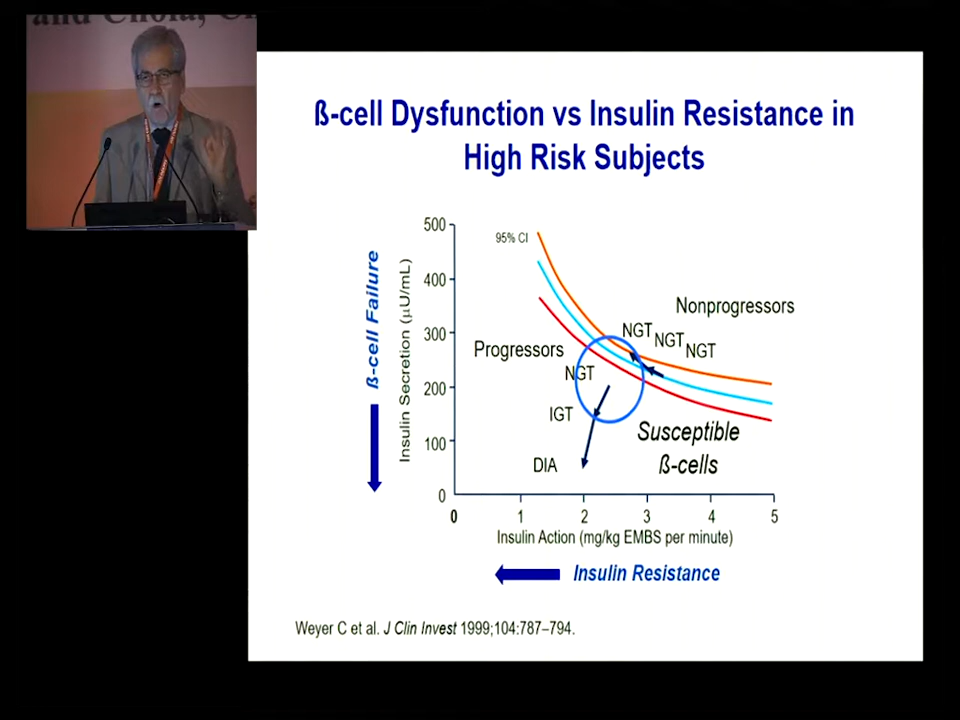 and Chola, C
ß-cell Dysfunction vs Insulin Resistance in
High Risk Subjects
500
400
300
200
100
0
ß-cell Failure
Insulin Secretion (µU/mL)
95% CI
Nonprogressors
NGT
NGT
NGT
Progressors
NGT
IGT
DIA
Susceptible
ß-cells
0 1 2 3 4 5
Insulin Action (mg/kg EMBS per minute)
Insulin Resistance
Weyer C et al. J Clin Invest 1999;104:787–794.